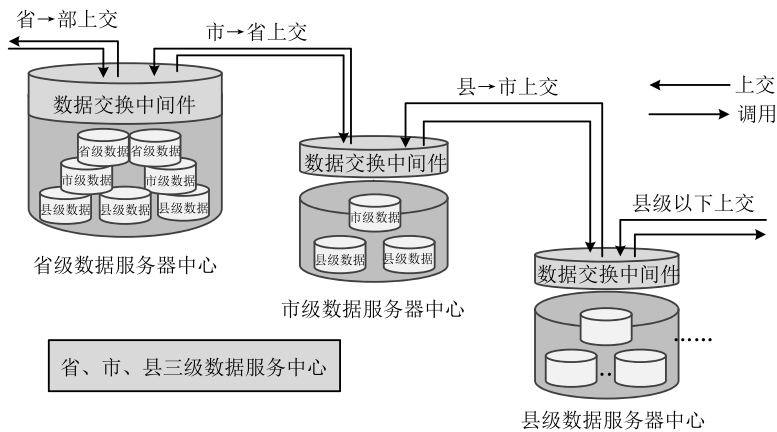 省→部上交
市→省上交
县→市上交
上交
调用
数据交换中间件
省级数据
省级数据
市级数据
市级数据
县级数据
县级数据
县级数据
省级数据服务器中心
数据交换中间件
市级数据
县级数据
县级数据
市级数据服务器中心
县级以下上交
数据交换中间件
……
..
县级数据服务器中心
省、市、县三级数据服务中心